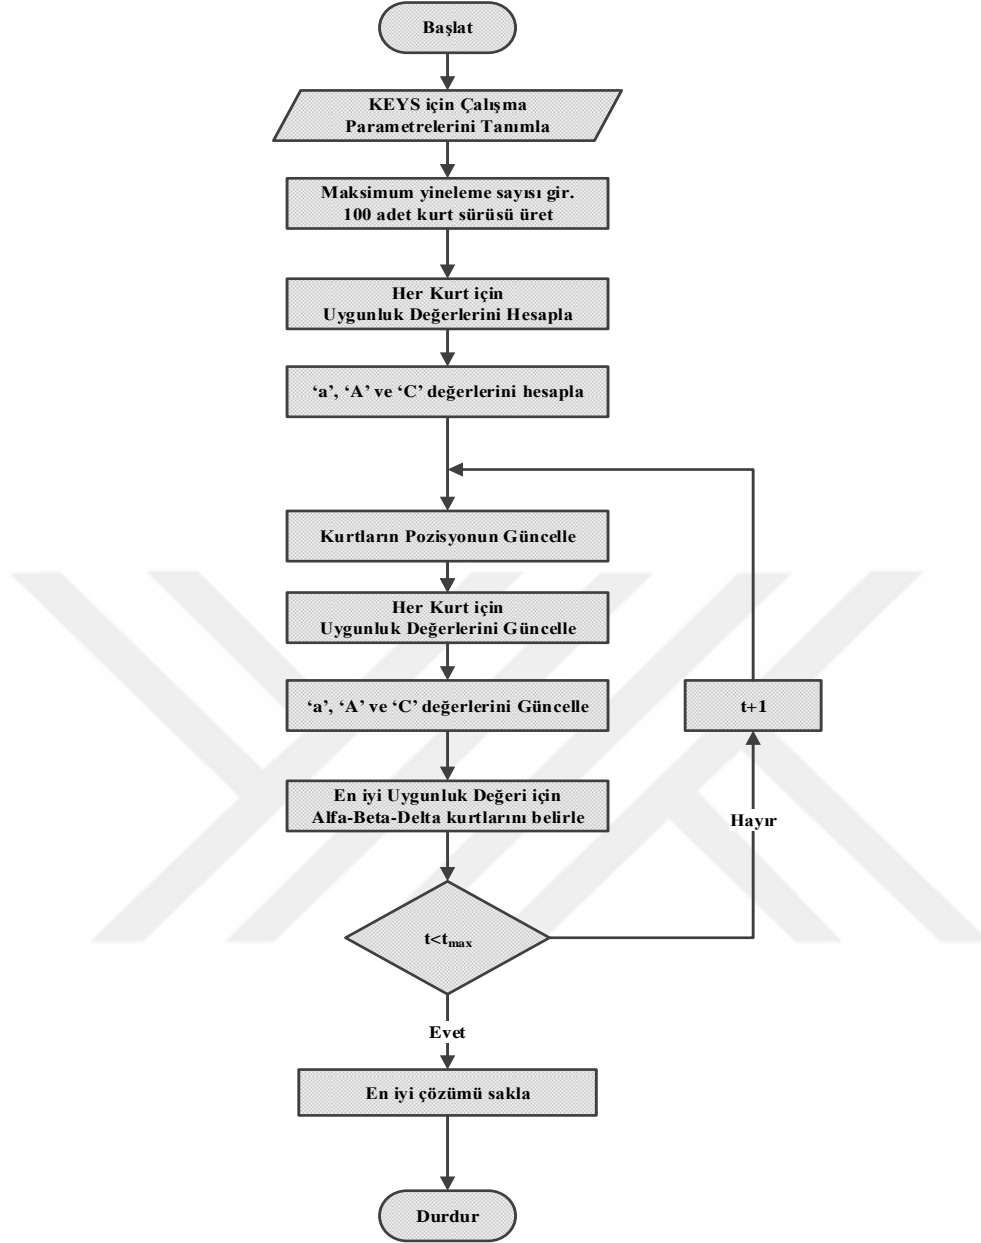 Başlat
KEYS için Çalışma
Parametrelerini Tanımla
Maksimum yineleme sayısı gir.
100 adet kurt sürüsü üret
Her Kurt için
Uygunluk Değerlerini Hesapla
‘a’, ‘A’ ve ‘C’ değerlerini hesapla
Kurtların Pozisyonun Güncelle
Her Kurt için
Uygunluk Değerlerini Güncelle
‘a’, ‘A’ ve ‘C’ değerlerini Güncelle
t+1
En iyi Uygunluk Değeri için
Alfa-Beta-Delta kurtlarını belirle
Hayır
t<tmax
Evet
En iyi çözümü sakla
Durdur